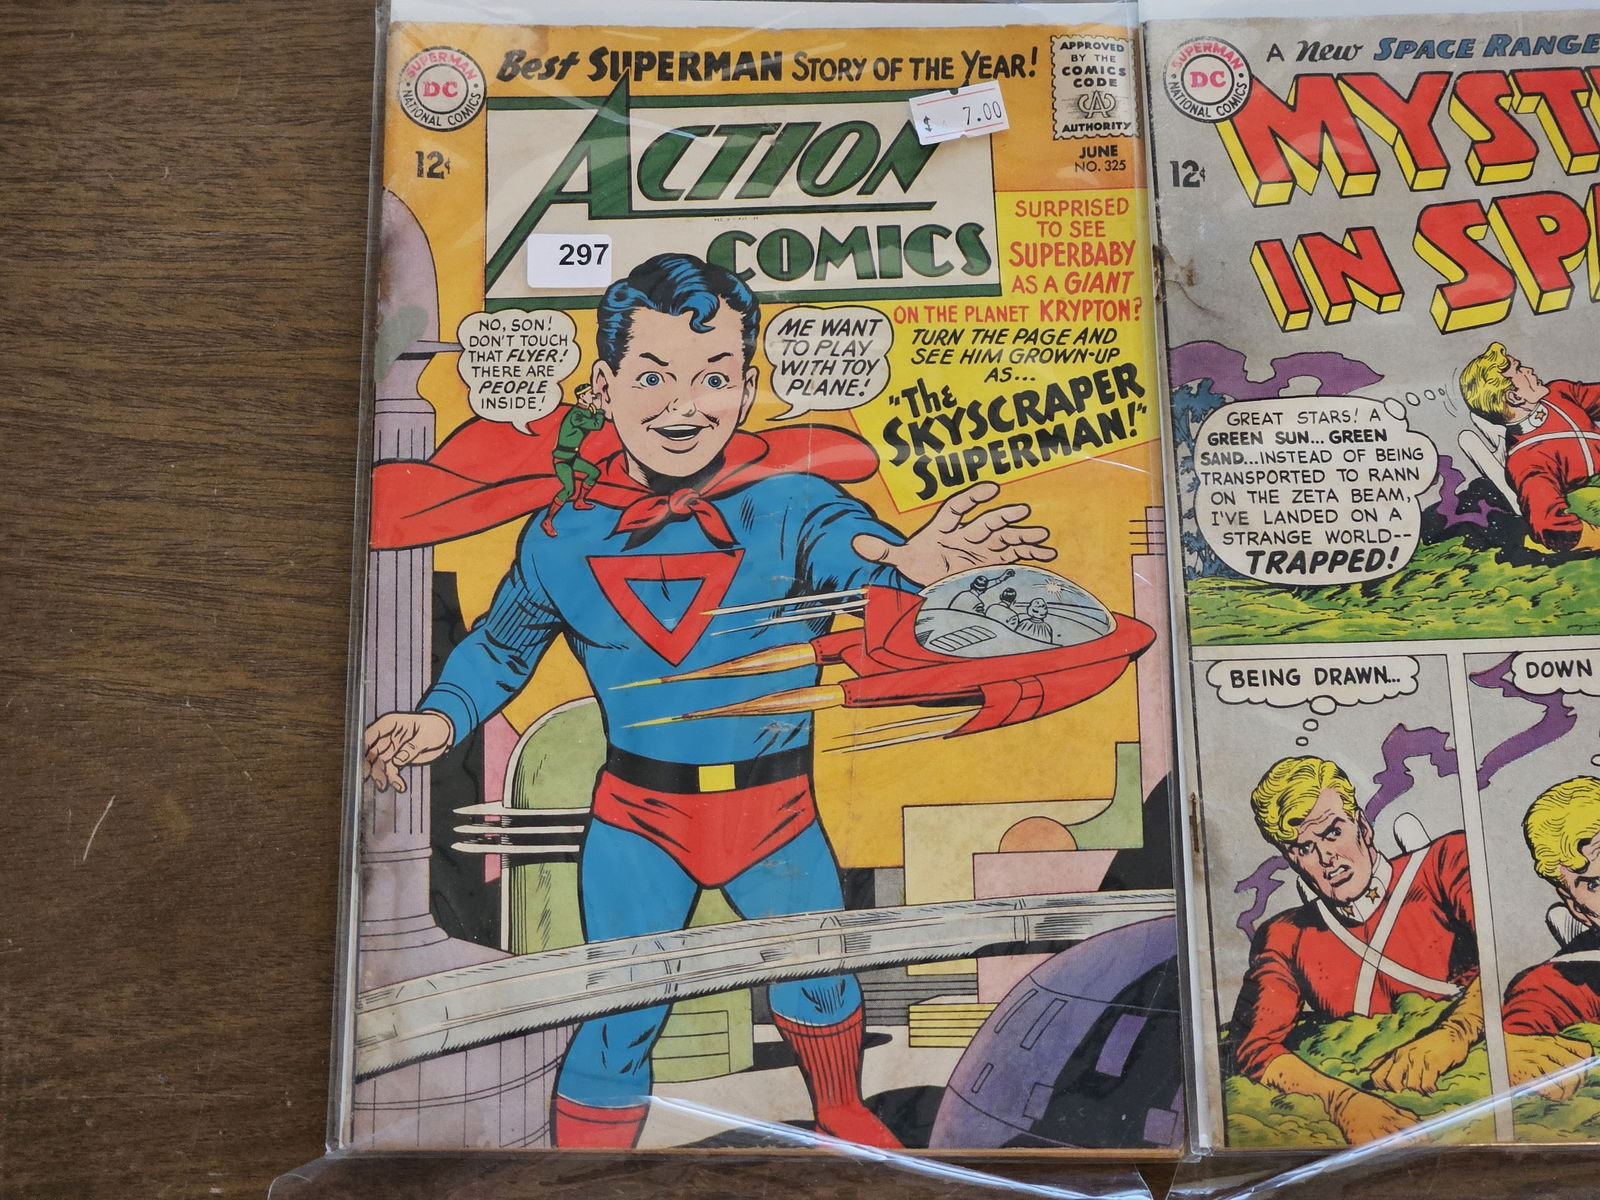 Best SUPERMAN STORY OF THE YEAR!
SUPERMAN
DC
NATIONAL COMICS
12¢
ACTION
COMICS
$ 7.00
297
APPROVED
BY THE
COMICS
CODE
CA
AUTHORITY
JUNE
NO. 325
SURPRISED
TO SEE
SUPERBABY
AS A GIANT
ON THE PLANET KRYPTON?
TURN THE PAGE AND
SEE HIM GROWN-UP
AS...
"The
SKYSCRAPER
SUPERMAN!"
NO, SON!
DON'T TOUCH
THAT FLYER!
THERE ARE
PEOPLE
INSIDE!
ME WANT
TO PLAY
WITH TOY
PLANE!
A New SPACE RANGE
SUPERMAN
DC
NATIONAL COMICS
12¢
MYST
IN SP
GREAT STARS! A
GREEN SUN... GREEN
SAND...INSTEAD OF BEING
TRANSPORTED TO RANN
ON THE ZETA BEAM,
I'VE LANDED ON A
STRANGE WORLD--
TRAPPED!
BEING DRAWN...
DOWN